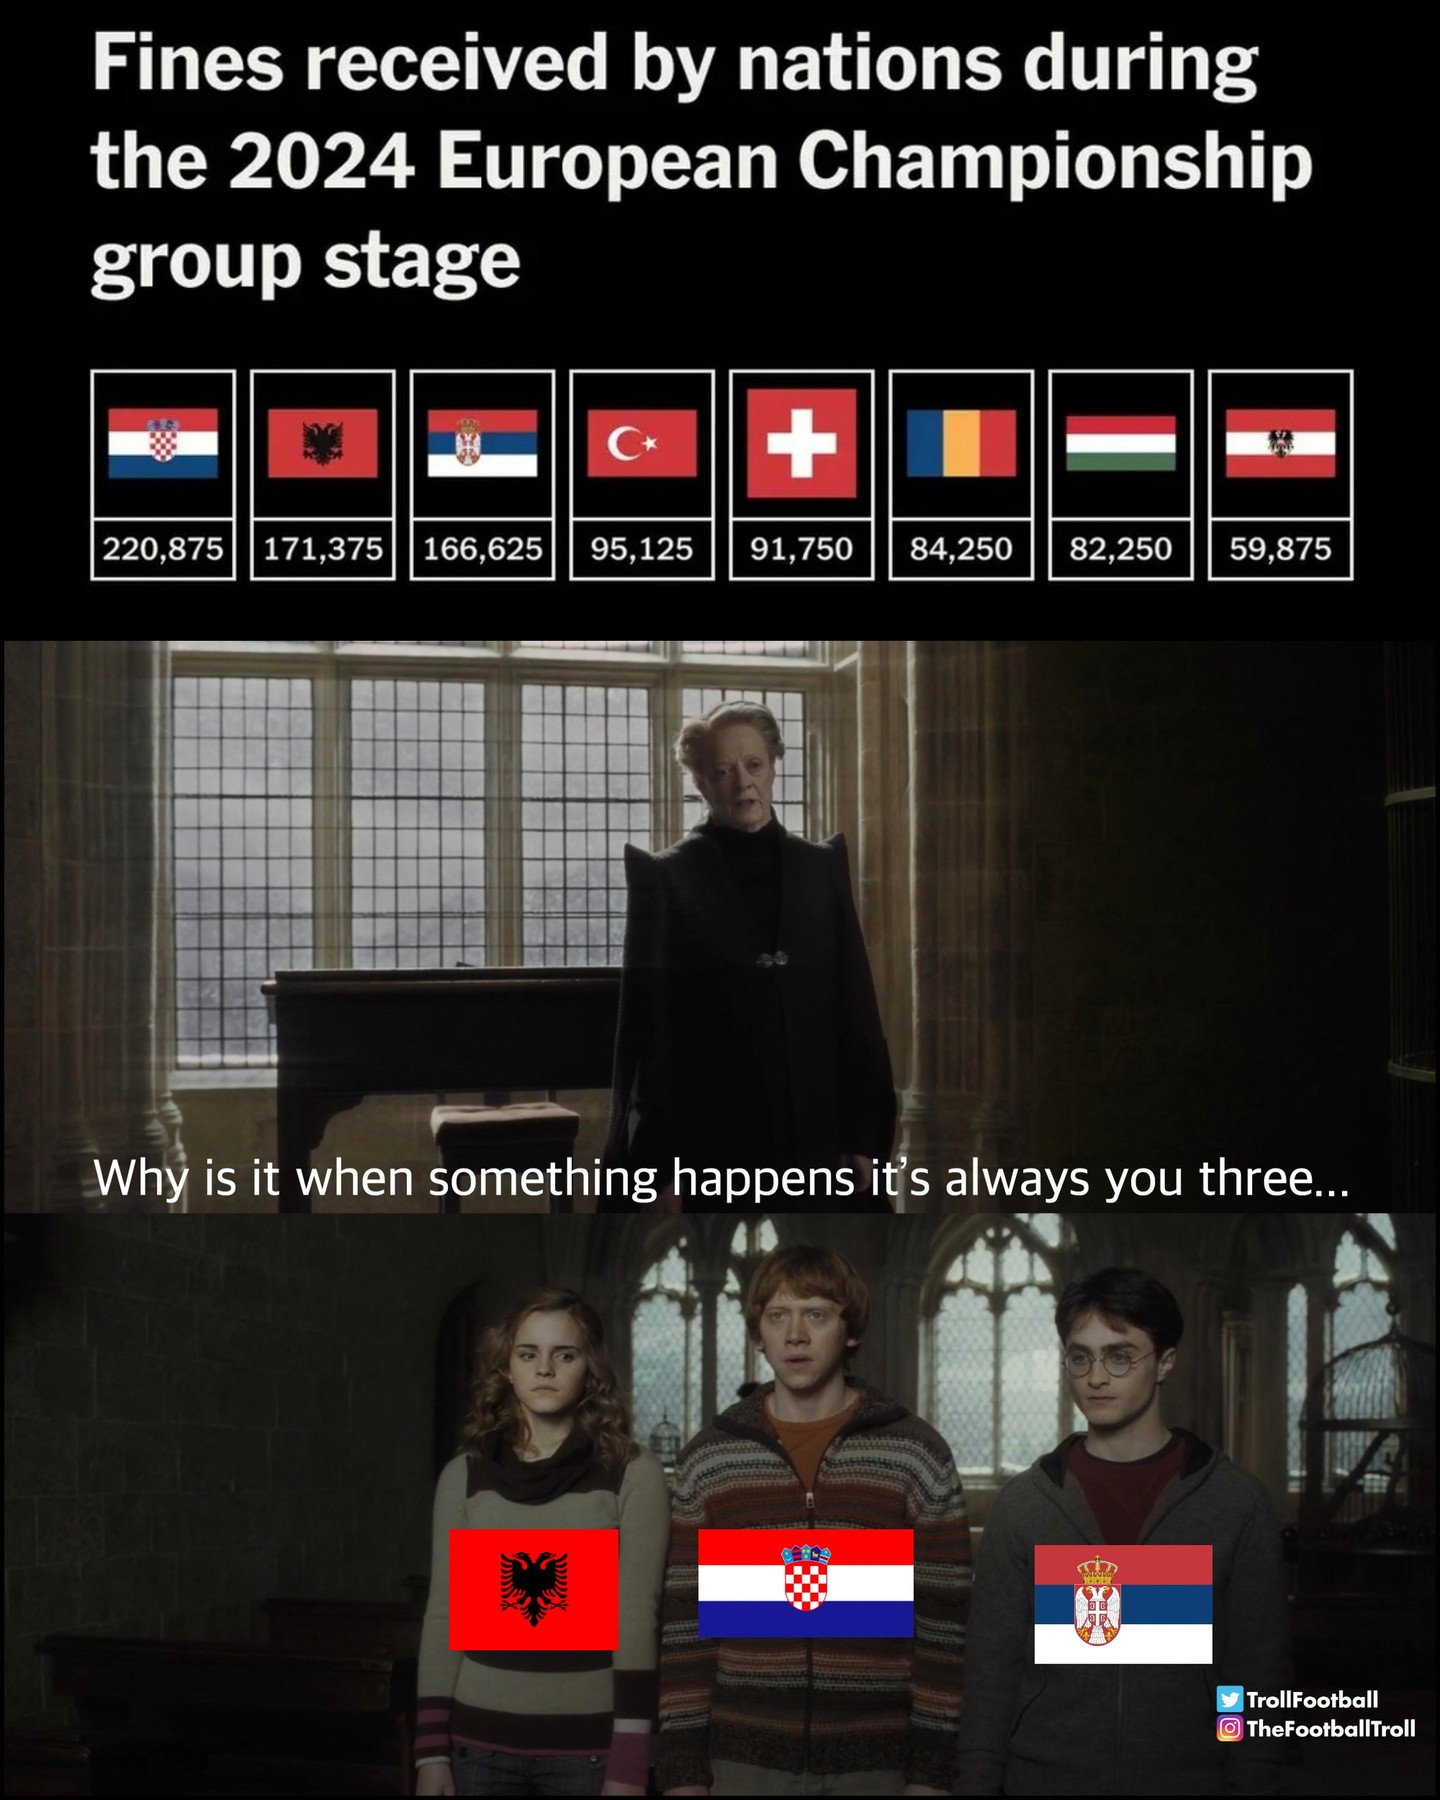 Fines received by nations during
the 2024 European Championship
group stage
220,875 171,375 166,625 95,125 91,750 84,250 82,250 59,875
Why is it when something happens it's always you three...
TrollFootball
TheFootballTroll